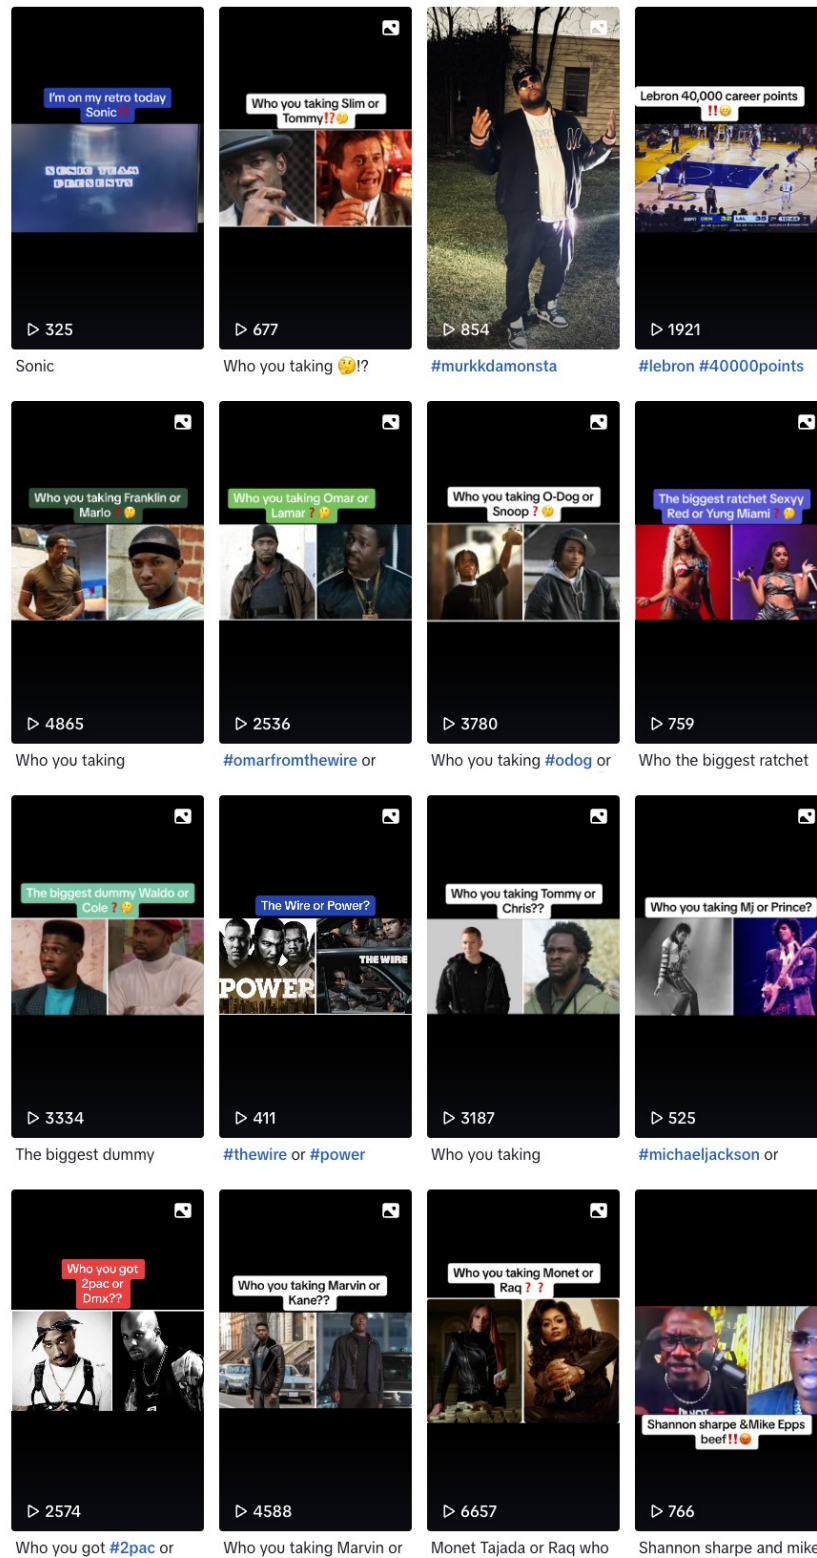 I'm on my retro today
Sonic‼️
SONIC TEAM
PRESENTS
325
Sonic
Who you taking Slim or
Tommy⁉️🤔
677
Who you taking 🤔!?
854
#murkkdamonsta
Lebron 40,000 career points
‼️😁
ESPN DEN 32 LAL 35
1921
#lebron #40000points
Who you taking Franklin or
Marlo❓🤔
4865
Who you taking
Who you taking Omar or
Lamar❓🤔
2536
#omarfromthewire or
Who you taking O-Dog or
Snoop❓🤔
3780
Who you taking #odog or
The biggest ratchet Sexyy
Red or Yung Miami❓🤔
759
Who the biggest ratchet
The biggest dummy Waldo or
Cole❓🤔
3334
The biggest dummy
The Wire or Power?
POWER
THE WIRE
411
#thewire or #power
Who you taking Tommy or
Chris??
3187
Who you taking
Who you taking Mj or Prince?
525
#michaeljackson or
Who you got
2pac or
Dmx??
2574
Who you got #2pac or
Who you taking Marvin or
Kane??
4588
Who you taking Marvin or
Who you taking Monet or
Raq❓❓
6657
Monet Tajada or Raq who
Shannon sharpe &Mike Epps
beef‼️😡
766
Shannon sharpe and mike